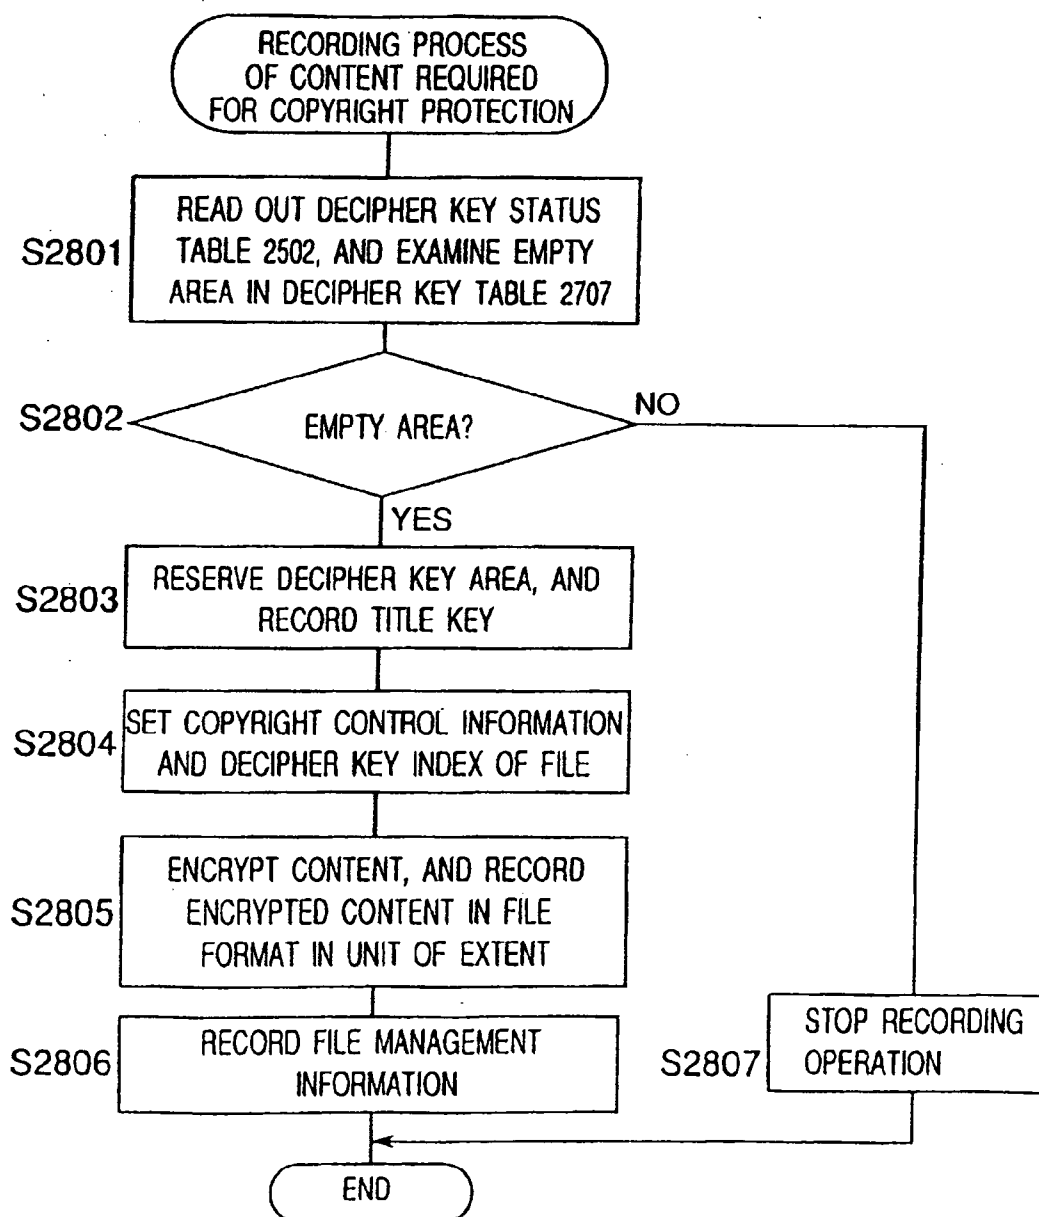 RECORDING PROCESS
OF CONTENT REQUIRED
FOR COPYRIGHT PROTECTION
S2801
READ OUT DECIPHER KEY STATUS
TABLE 2502, AND EXAMINE EMPTY
AREA IN DECIPHER KEY TABLE 2707
S2802
EMPTY AREA?
NO
YES
S2803
RESERVE DECIPHER KEY AREA, AND
RECORD TITLE KEY
S2804
SET COPYRIGHT CONTROL INFORMATION
AND DECIPHER KEY INDEX OF FILE
S2805
ENCRYPT CONTENT, AND RECORD
ENCRYPTED CONTENT IN FILE
FORMAT IN UNIT OF EXTENT
S2806
RECORD FILE MANAGEMENT
INFORMATION
S2807
STOP RECORDING
OPERATION
END